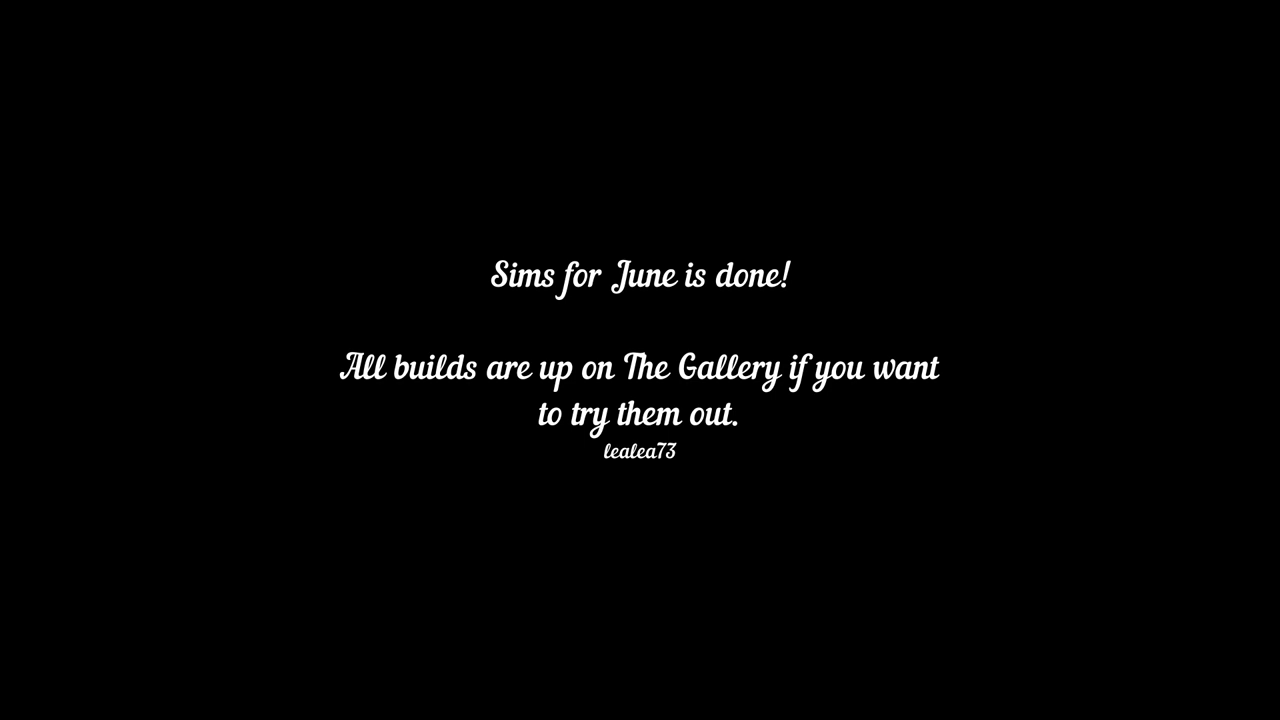 Sims for June is done!
All builds are up on The Gallery if you want
to try them out.
lealea73